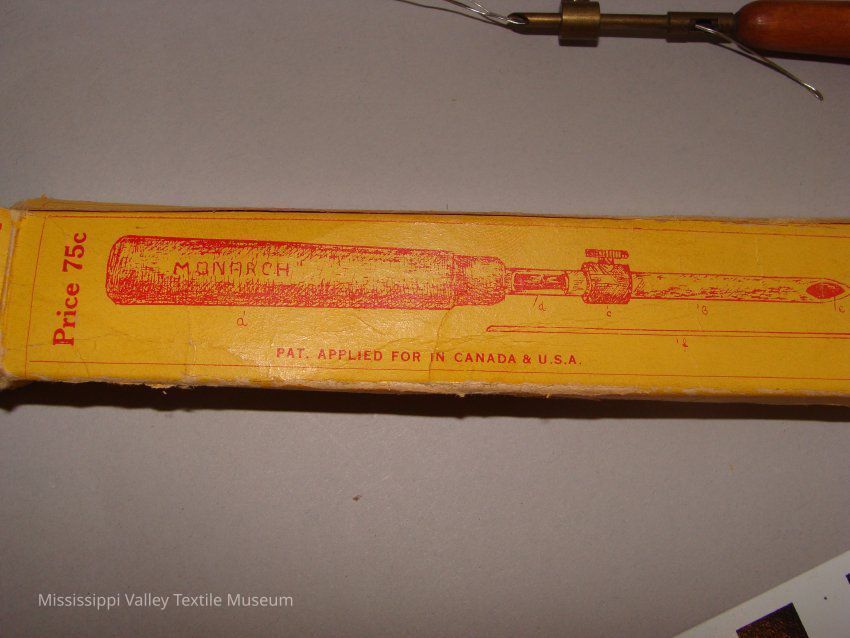 Price 75c
MONARCH
a
d
c
B
e
f
PAT. APPLIED FOR IN CANADA & U.S.A.
Mississippi Valley Textile Museum